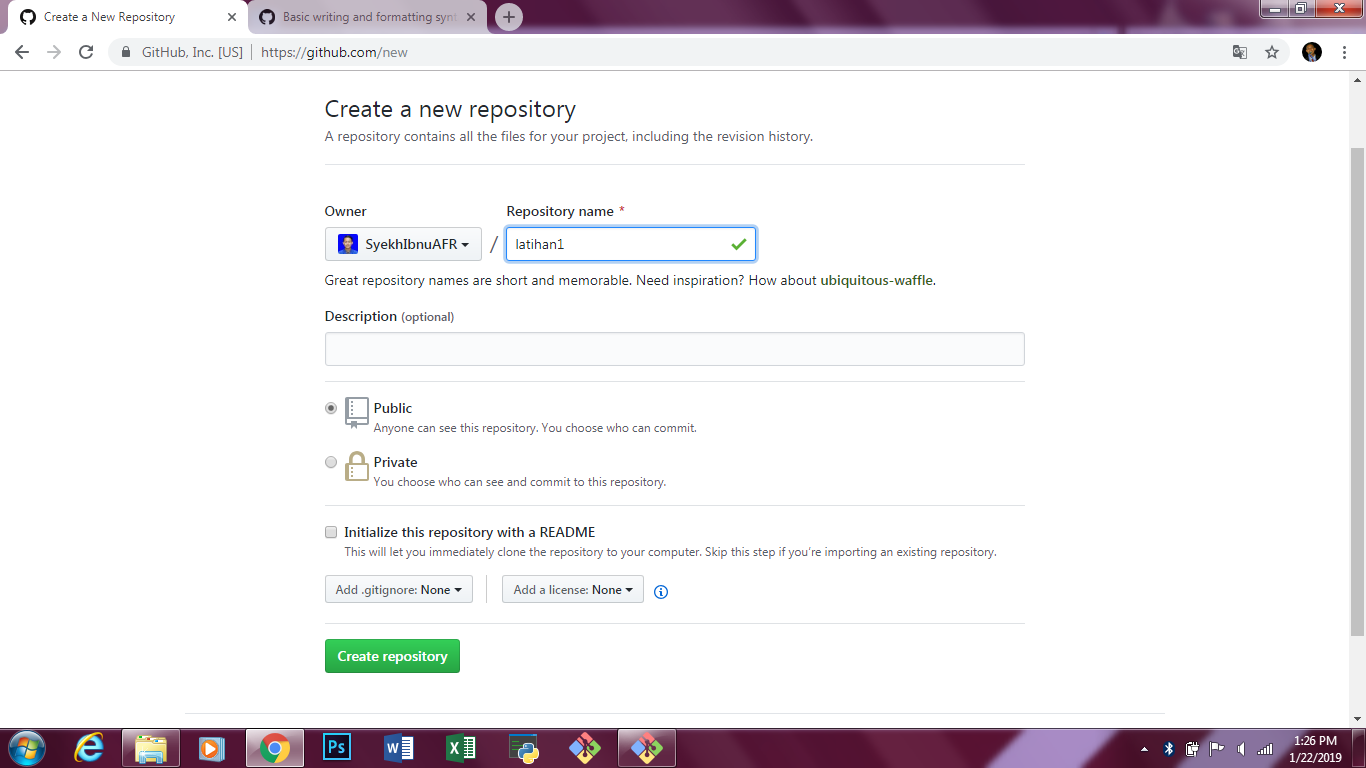 Create a New Repository
Basic writing and formatting synt
GitHub, Inc. [US]
https://github.com/new
Create a new repository
A repository contains all the files for your project, including the revision history.
Owner
Repository name *
SyekhIbnuAFR
/
latihan1
Great repository names are short and memorable. Need inspiration? How about ubiquitous-waffle.
Description (optional)
Public
Anyone can see this repository. You choose who can commit.
Private
You choose who can see and commit to this repository.
Initialize this repository with a README
This will let you immediately clone the repository to your computer. Skip this step if you're importing an existing repository.
Add .gitignore: None
Add a license: None
Create repository
Ps
1:26 PM
1/22/2019